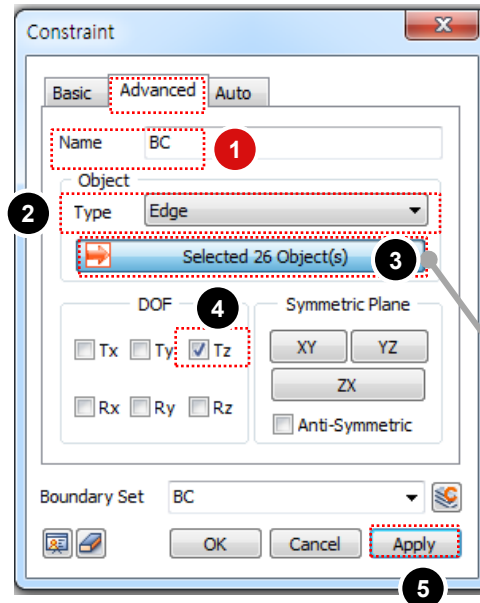 Constraint
Basic Advanced Auto
Name BC 1
Object
2 Type Edge
Selected 26 Object(s) 3
DOF 4 Symmetric Plane
Tx Ty Tz XY YZ
ZX
Rx Ry Rz Anti-Symmetric
Boundary Set BC
OK Cancel Apply
5